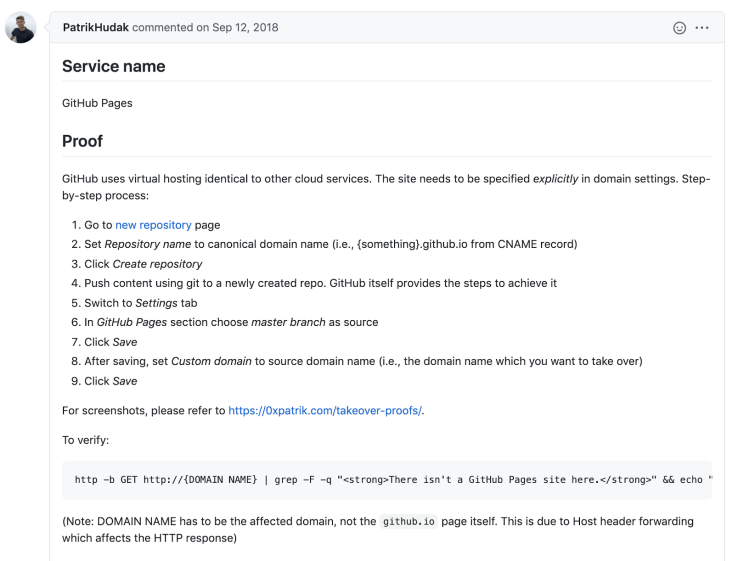 PatrikHudak commented on Sep 12, 2018
Service name
GitHub Pages
Proof
GitHub uses virtual hosting identical to other cloud services. The site needs to be specified explicitly in domain settings. Step-
by-step process:
1. Go to new repository page
2. Set Repository name to canonical domain name (i.e., {something}.github.io from CNAME record)
3. Click Create repository
4. Push content using git to a newly created repo. GitHub itself provides the steps to achieve it
5. Switch to Settings tab
6. In GitHub Pages section choose master branch as source
7. Click Save
8. After saving, set Custom domain to source domain name (i.e., the domain name which you want to take over)
9. Click Save
For screenshots, please refer to https://0xpatrik.com/takeover-proofs/.
To verify:
http -b GET http://{DOMAIN NAME} | grep -F -q "<strong>There isn't a GitHub Pages site here.</strong>" && echo "
(Note: DOMAIN NAME has to be the affected domain, not the github.io page itself. This is due to Host header forwarding
which affects the HTTP response)